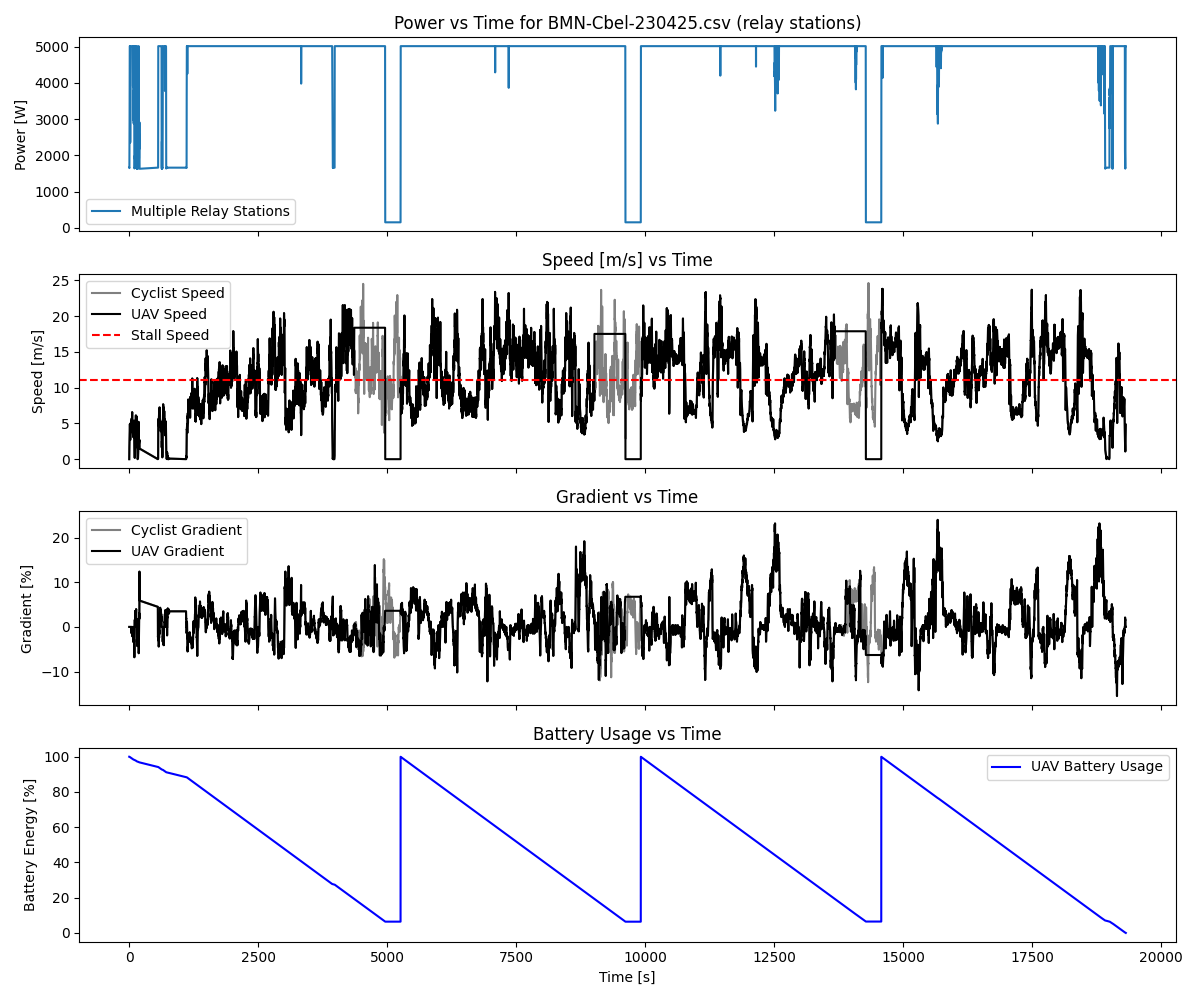 Power vs Time for BMN-Cbel-230425.csv (relay stations)
5000
4000
3000
2000
1000
0
Power [W]
Multiple Relay Stations
Speed [m/s] vs Time
25
20
15
10
5
0
Speed [m/s]
Cyclist Speed
UAV Speed
Stall Speed
Gradient vs Time
20
10
0
−10
Gradient [%]
Cyclist Gradient
UAV Gradient
Battery Usage vs Time
100
80
60
40
20
0
Battery Energy [%]
UAV Battery Usage
0 2500 5000 7500 10000 12500 15000 17500 20000
Time [s]